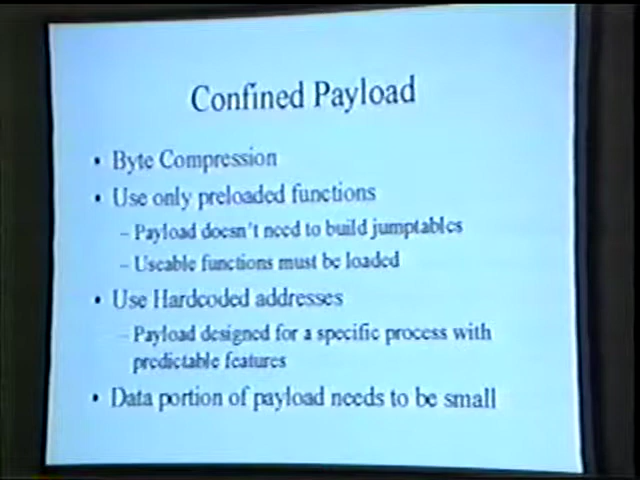 Confined Payload
• Byte Compression
• Use only preloaded functions
– Payload doesn't need to build jumptables
– Useable functions must be loaded
• Use Hardcoded addresses
– Payload designed for a specific process with
predictable features
• Data portion of payload needs to be small